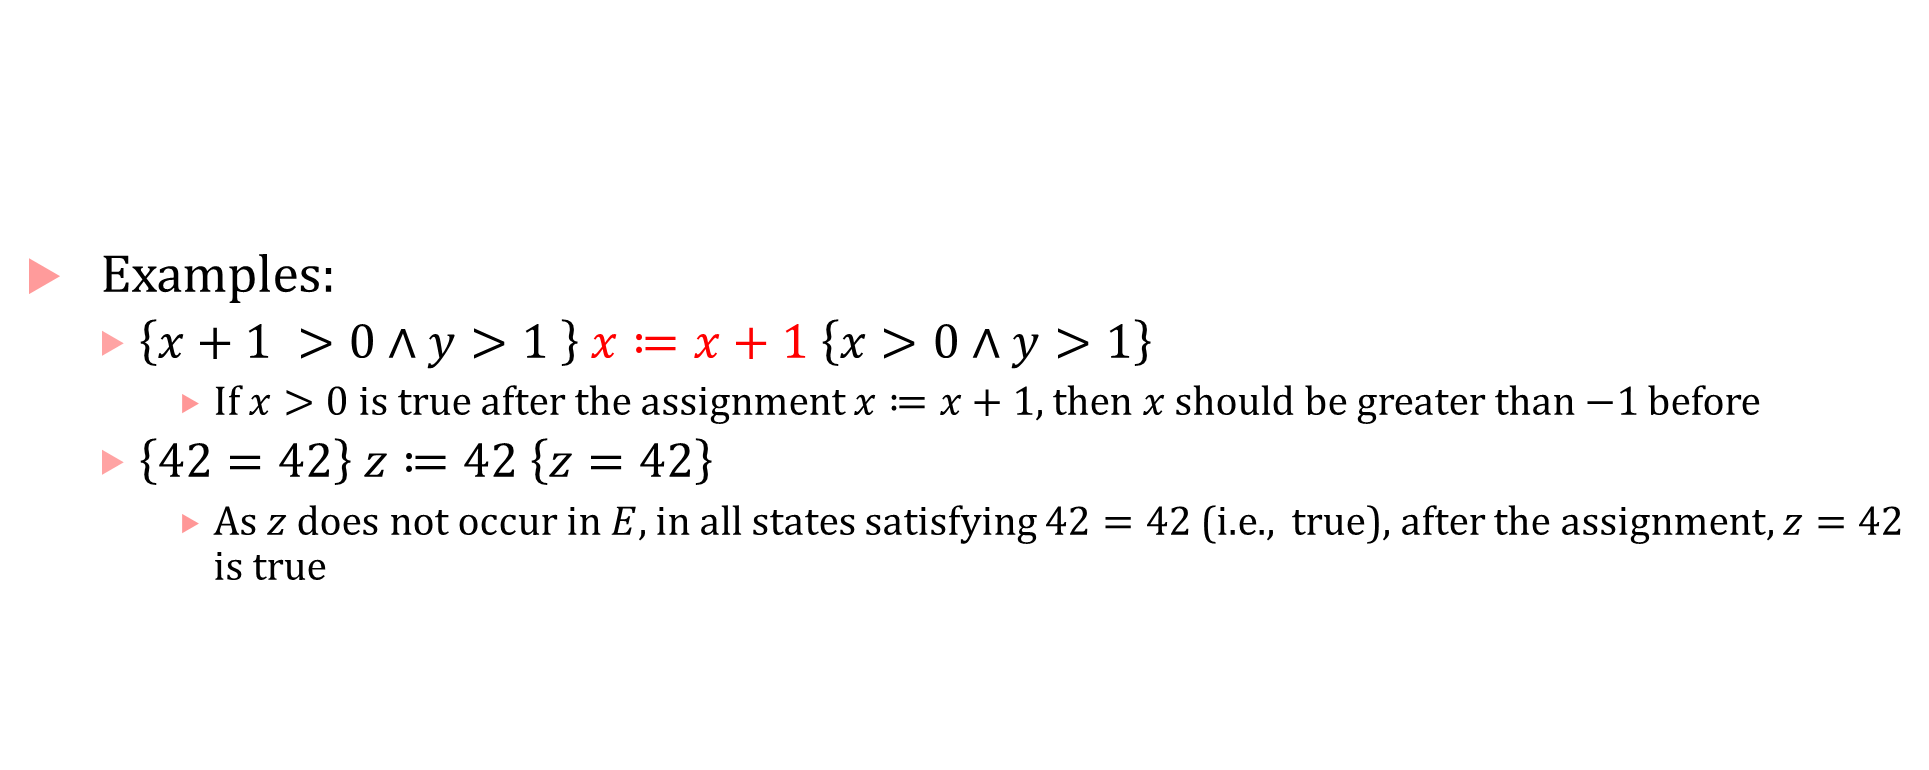 Examples:
{x + 1 > 0 ∧ y > 1 } x ≔ x + 1 {x > 0 ∧ y > 1}
If x > 0 is true after the assignment x ≔ x + 1, then x should be greater than −1 before
{42 = 42} z ≔ 42 {z = 42}
As z does not occur in E, in all states satisfying 42 = 42 (i.e., true), after the assignment, z = 42
is true